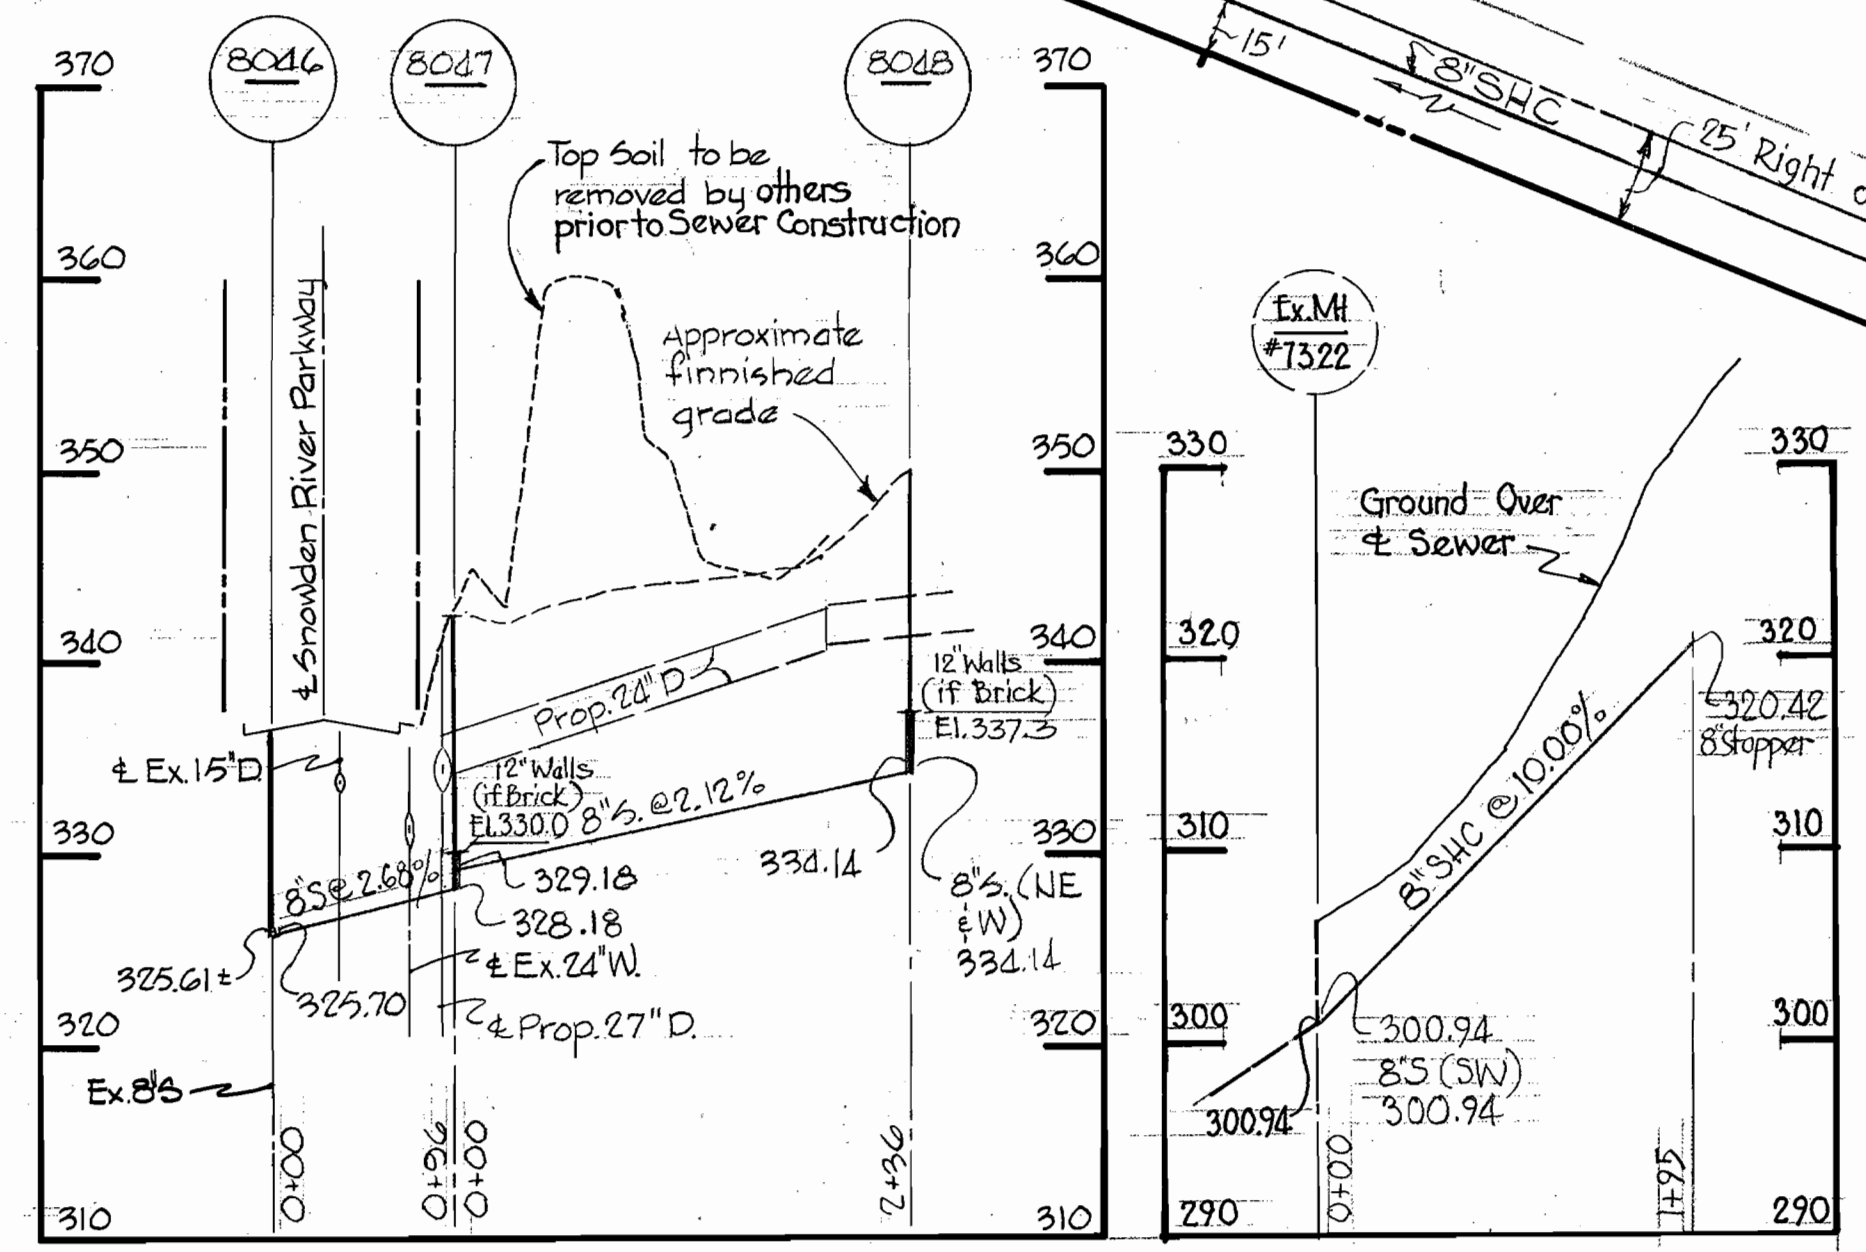 8046
8047
8048
370
360
350
340
330
320
310
370
360
350
340
330
320
310
Top Soil to be
removed by others
prior to Sewer Construction
Approximate
finnished
grade
℄ Snowden River Parkway
℄ Ex. 15"D.
Prop. 24"D
12" Walls
(if Brick)
El. 330.0
12" Walls
(if Brick)
El. 337.3
8"S @ 2.68%
8"S. @ 2.12%
329.18
328.18
℄ Ex. 24"W.
℄ Prop. 27"D.
325.61±
325.70
Ex. 8"S
334.14
8"S. (NE
& W)
334.14
0+00
0+96
0+00
2+36
~15'
8"SHC
25' Right o
Ex. MH
#7322
330
320
310
300
290
330
320
310
300
290
Ground Over
℄ Sewer
8" SHC @ 10.00%
320.42
8"Stopper
300.94
8"S (SW)
300.94
300.94
0+00
1+95